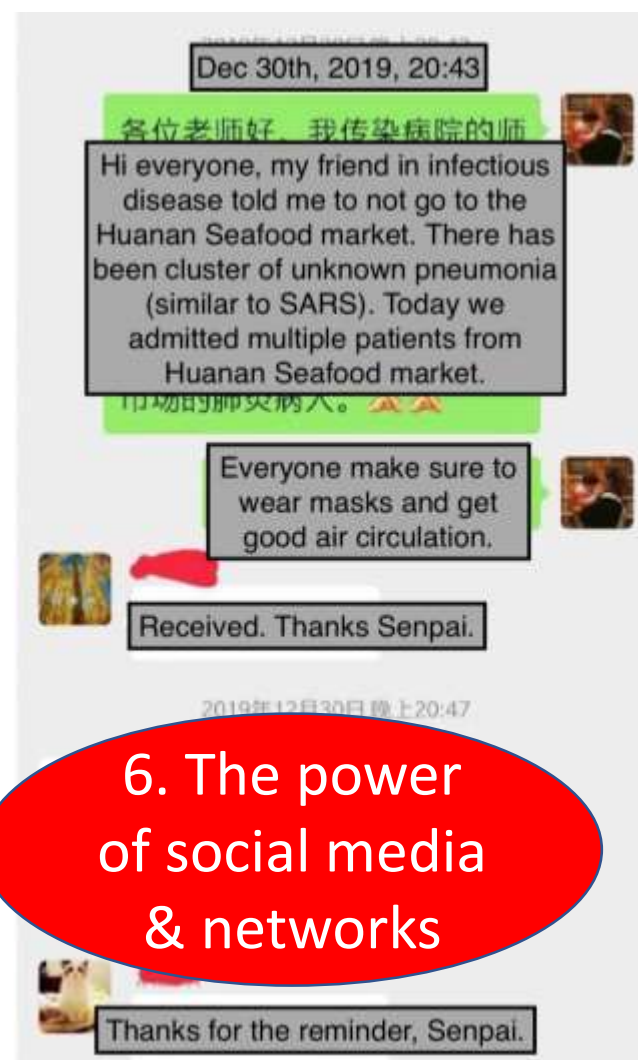 Dec 30th, 2019, 20:43
各位老师好，我传染病院的师
Hi everyone, my friend in infectious
disease told me to not go to the
Huanan Seafood market. There has
been cluster of unknown pneumonia
(similar to SARS). Today we
admitted multiple patients from
Huanan Seafood market.
市场的肺炎病人。
Everyone make sure to
wear masks and get
good air circulation.
Received. Thanks Senpai.
2019年12月30日 晚上20:47
6. The power
of social media
& networks
Thanks for the reminder, Senpai.